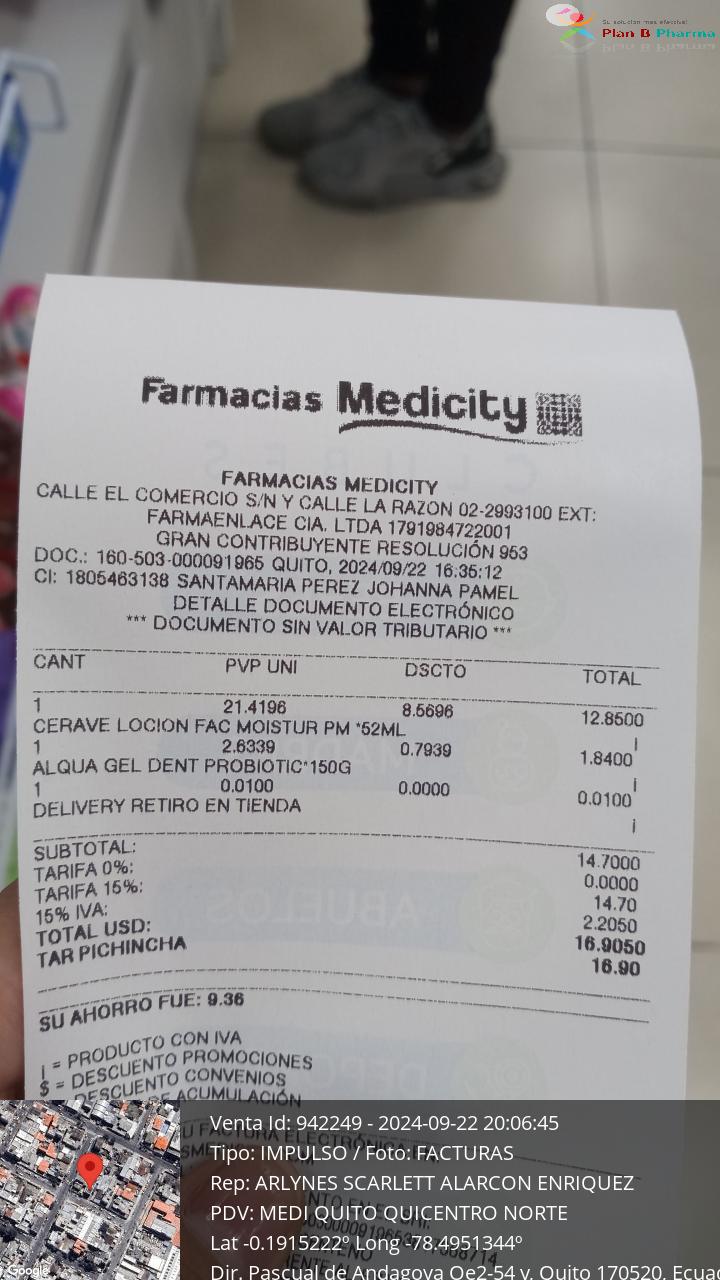 Su solucion mas efectiva!
Plan B Pharma
Farmacias Medicity
FARMACIAS MEDICITY
CALLE EL COMERCIO S/N Y CALLE LA RAZON 02-2993100 EXT:
FARMAENLACE CIA. LTDA 1791984722001
GRAN CONTRIBUYENTE RESOLUCIÓN 953
DOC.: 160-503-000091965 QUITO, 2024/09/22 16:35:12
CI: 1805463138 SANTAMARIA PEREZ JOHANNA PAMEL
DETALLE DOCUMENTO ELECTRÓNICO
*** DOCUMENTO SIN VALOR TRIBUTARIO ***
CANT PVP UNI DSCTO TOTAL
1 21.4196 8.5696 12.8500
CERAVE LOCION FAC MOISTUR PM *52ML i
1 2.6339 0.7939 1.8400
ALQUA GEL DENT PROBIOTIC*150G i
1 0.0100 0.0000 0.0100
DELIVERY RETIRO EN TIENDA i
SUBTOTAL: 14.7000
TARIFA 0%: 0.0000
TARIFA 15%: 14.70
15% IVA: 2.2050
TOTAL USD: 16.9050
TAR PICHINCHA 16.90
SU AHORRO FUE: 9.36
i = PRODUCTO CON IVA
$ = DESCUENTO PROMOCIONES
DESCUENTO CONVENIOS
ACUMULACIÓN
Venta Id: 942249 - 2024-09-22 20:06:45
Tipo: IMPULSO / Foto: FACTURAS
Rep: ARLYNES SCARLETT ALARCON ENRIQUEZ
PDV: MEDI QUITO QUICENTRO NORTE
Lat -0.1915222º Long -78.4951344º
Dir. Pascual de Andagoya Oe2-54 y, Quito 170520, Ecua
Google